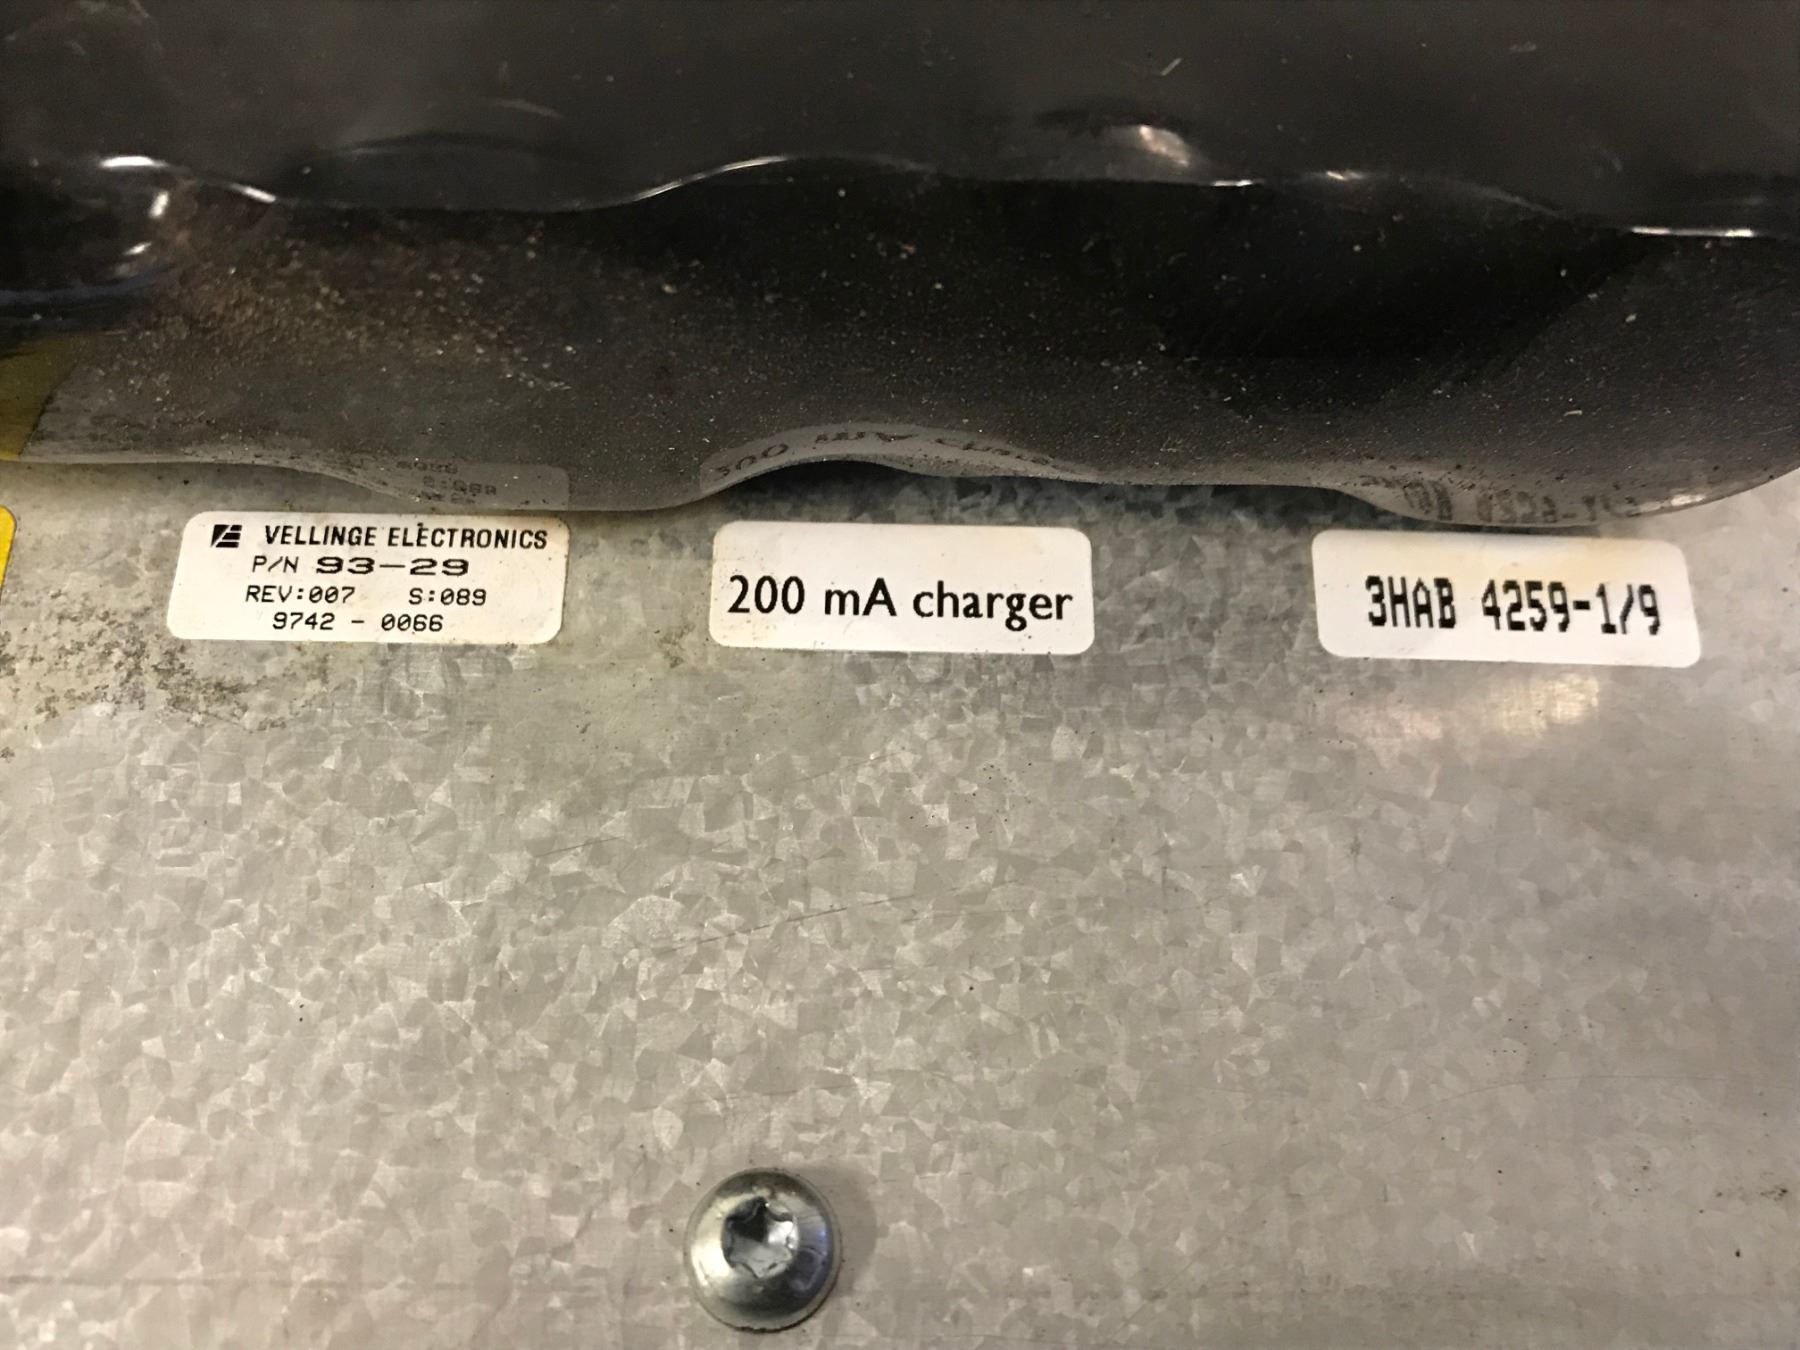 VELLINGE ELECTRONICS
P/N 93-29
REV:007 S:089
9742 - 0066
200 mA charger
3HAB 4259-1/9